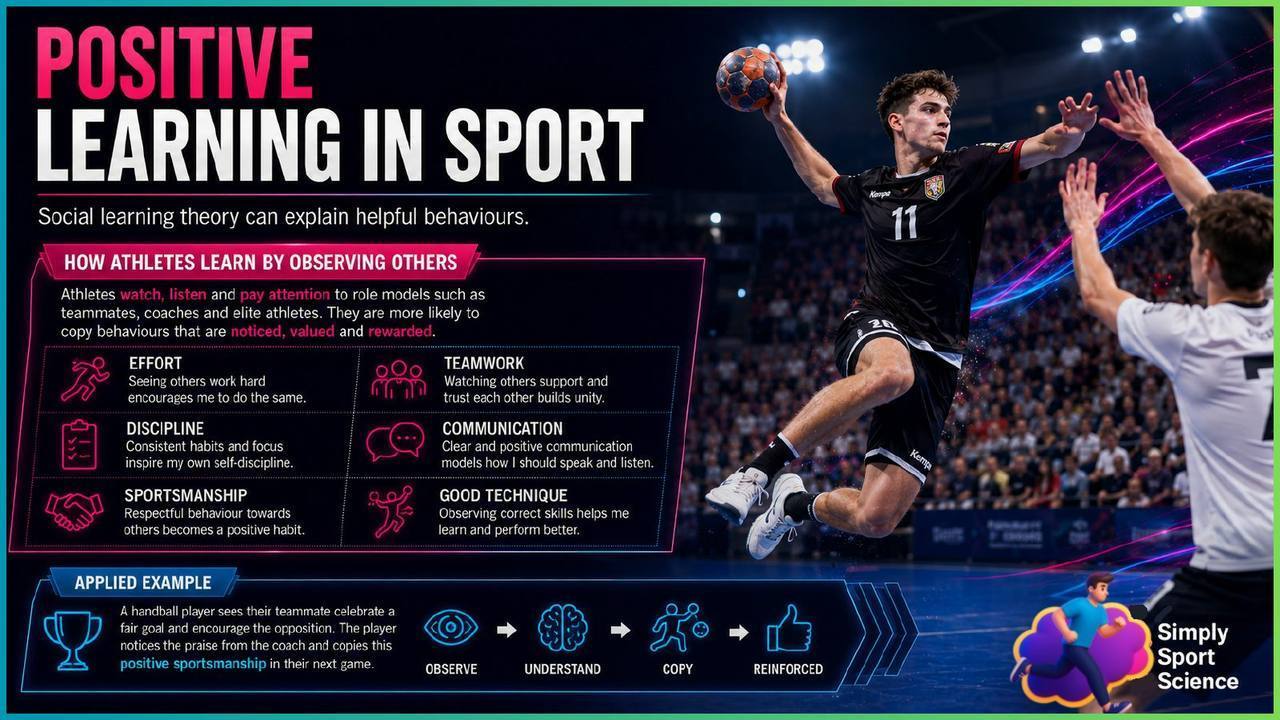 POSITIVE
LEARNING IN SPORT
Social learning theory can explain helpful behaviours.
HOW ATHLETES LEARN BY OBSERVING OTHERS
Athletes watch, listen and pay attention to role models such as
teammates, coaches and elite athletes. They are more likely to
copy behaviours that are noticed, valued and rewarded.
EFFORT
Seeing others work hard
encourages me to do the same.
TEAMWORK
Watching others support and
trust each other builds unity.
DISCIPLINE
Consistent habits and focus
inspire my own self-discipline.
COMMUNICATION
Clear and positive communication
models how I should speak and listen.
SPORTSMANSHIP
Respectful behaviour towards
others becomes a positive habit.
GOOD TECHNIQUE
Observing correct skills helps me
learn and perform better.
Kempa
11
Kempa
APPLIED EXAMPLE
A handball player sees their teammate celebrate a
fair goal and encourage the opposition. The player
notices the praise from the coach and copies this
positive sportsmanship in their next game.
OBSERVE
UNDERSTAND
COPY
REINFORCED
Simply
Sport
Science